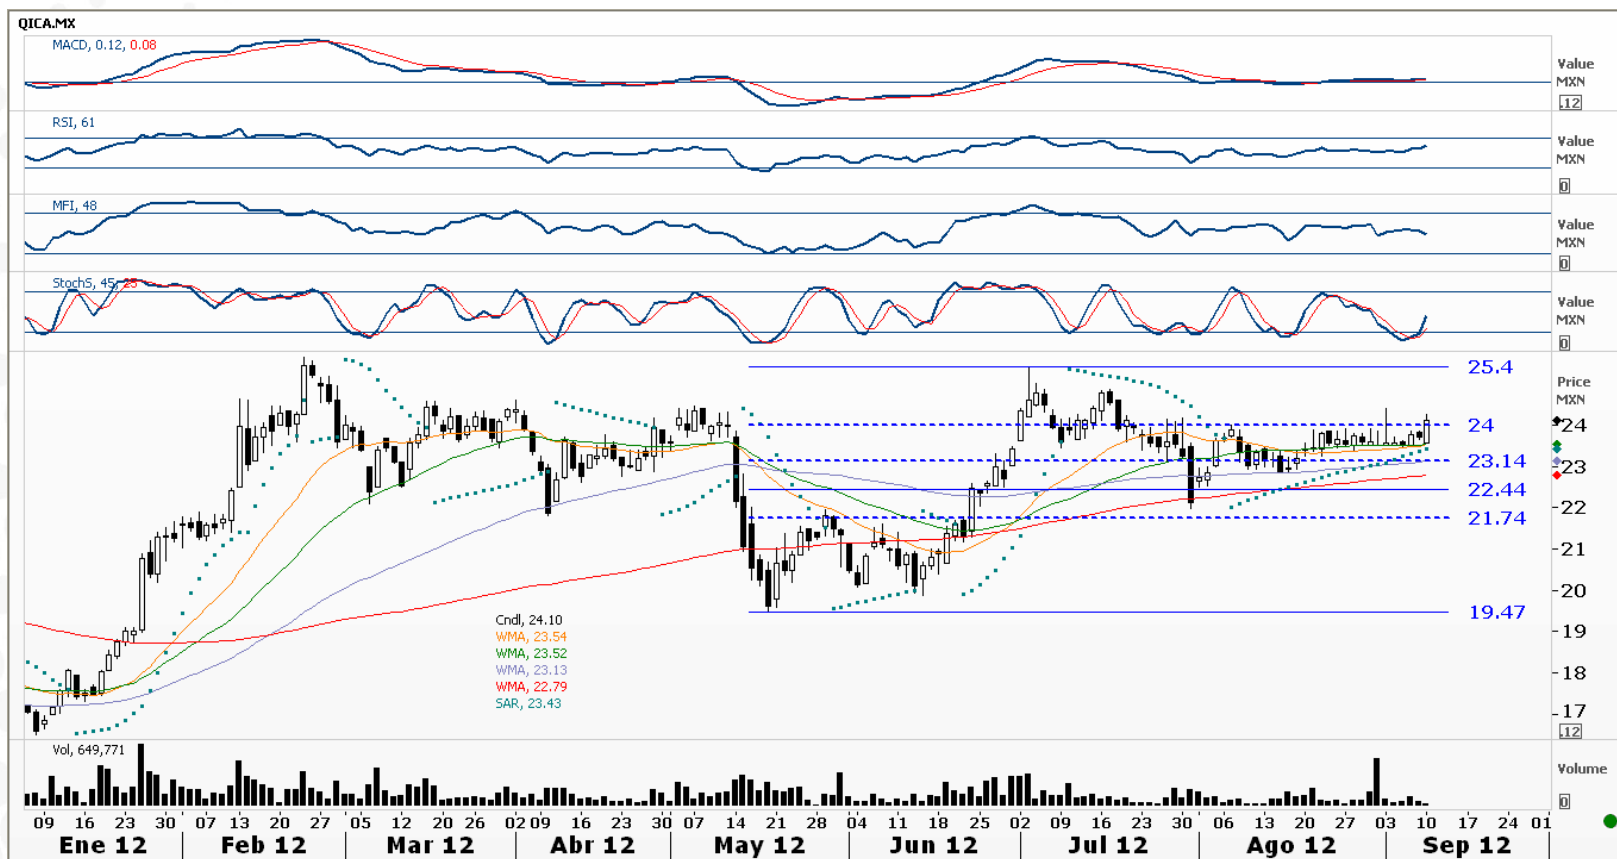 QICA.MX
MACD, 0.12, 0.08
Value
MXN
.12
RSI, 61
Value
MXN
0
MFI, 48
Value
MXN
0
StochS, 45, 25
Value
MXN
0
Price
MXN
25.4
24
23.14
22.44
21.74
19.47
24
23
22
21
20
19
18
17
.12
Cndl, 24.10
WMA, 23.54
WMA, 23.52
WMA, 23.13
WMA, 22.79
SAR, 23.43
Vol, 649,771
Volume
0
09 16 23 30 07 13 20 27 05 12 20 26 02 09 16 23 30 07 14 21 28 04 11 18 25 02 09 16 23 30 06 13 20 27 03 10 17 24 01
Ene 12 Feb 12 Mar 12 Abr 12 May 12 Jun 12 Jul 12 Ago 12 Sep 12